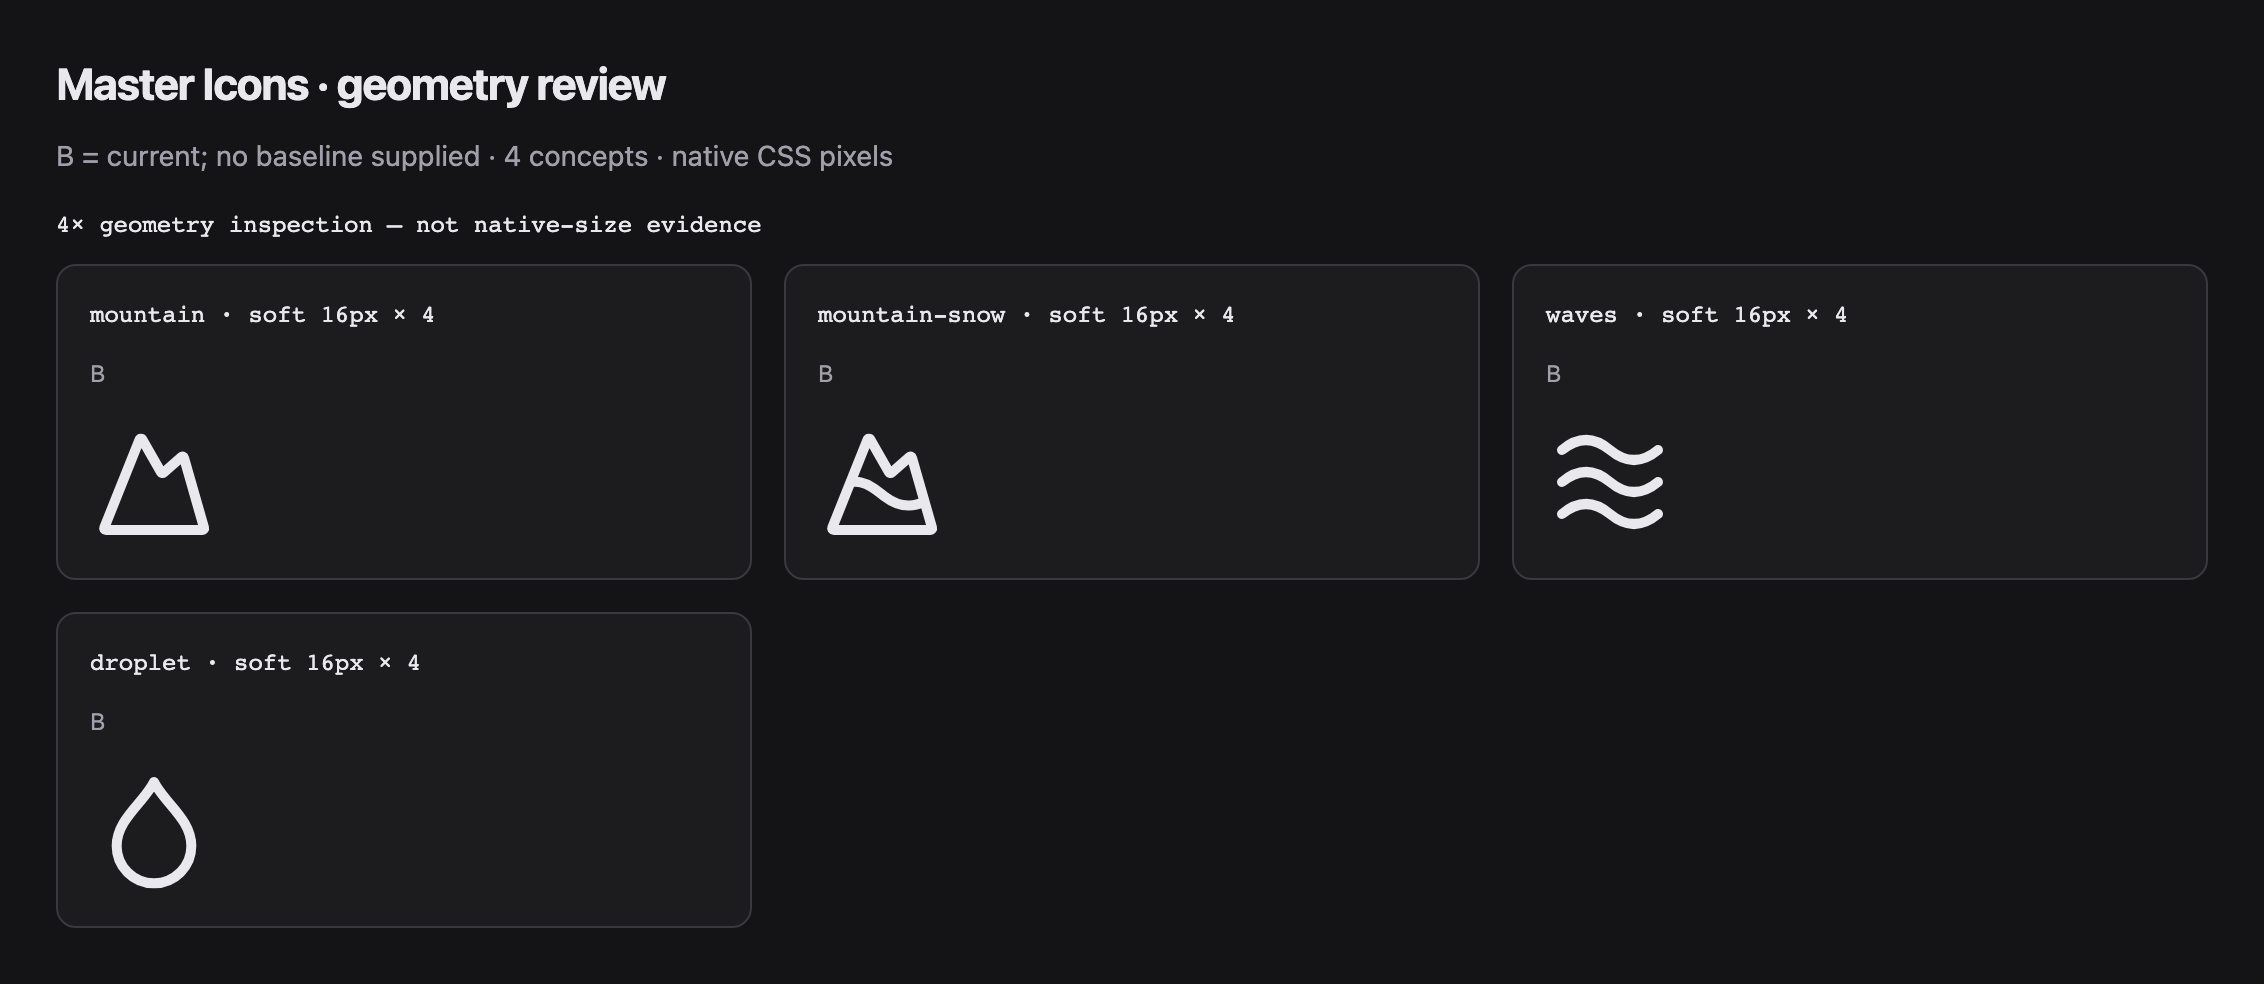 Master Icons · geometry review
B = current; no baseline supplied · 4 concepts · native CSS pixels
4× geometry inspection — not native-size evidence
mountain · soft 16px × 4
B
mountain-snow · soft 16px × 4
B
waves · soft 16px × 4
B
droplet · soft 16px × 4
B